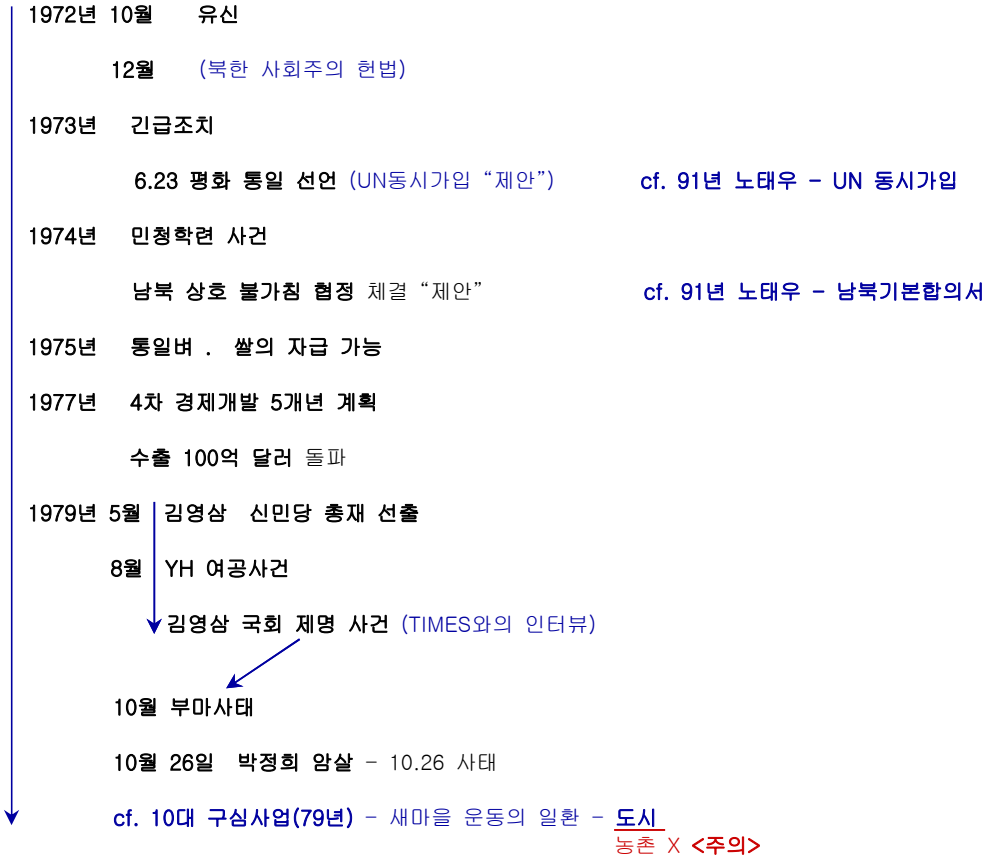 1972년 10월 유신
12월 (북한 사회주의 헌법)
1973년 긴급조치
6.23 평화 통일 선언 (UN동시가입 “제안”) cf. 91년 노태우 - UN 동시가입
1974년 민청학련 사건
남북 상호 불가침 협정 체결 “제안” cf. 91년 노태우 - 남북기본합의서
1975년 통일벼 . 쌀의 자급 가능
1977년 4차 경제개발 5개년 계획
수출 100억 달러 돌파
1979년 5월 김영삼 신민당 총재 선출
8월 YH 여공사건
김영삼 국회 제명 사건 (TIMES와의 인터뷰)
10월 부마사태
10월 26일 박정희 암살 - 10.26 사태
cf. 10대 구심사업(79년) - 새마을 운동의 일환 - 도시
농촌 X <주의>